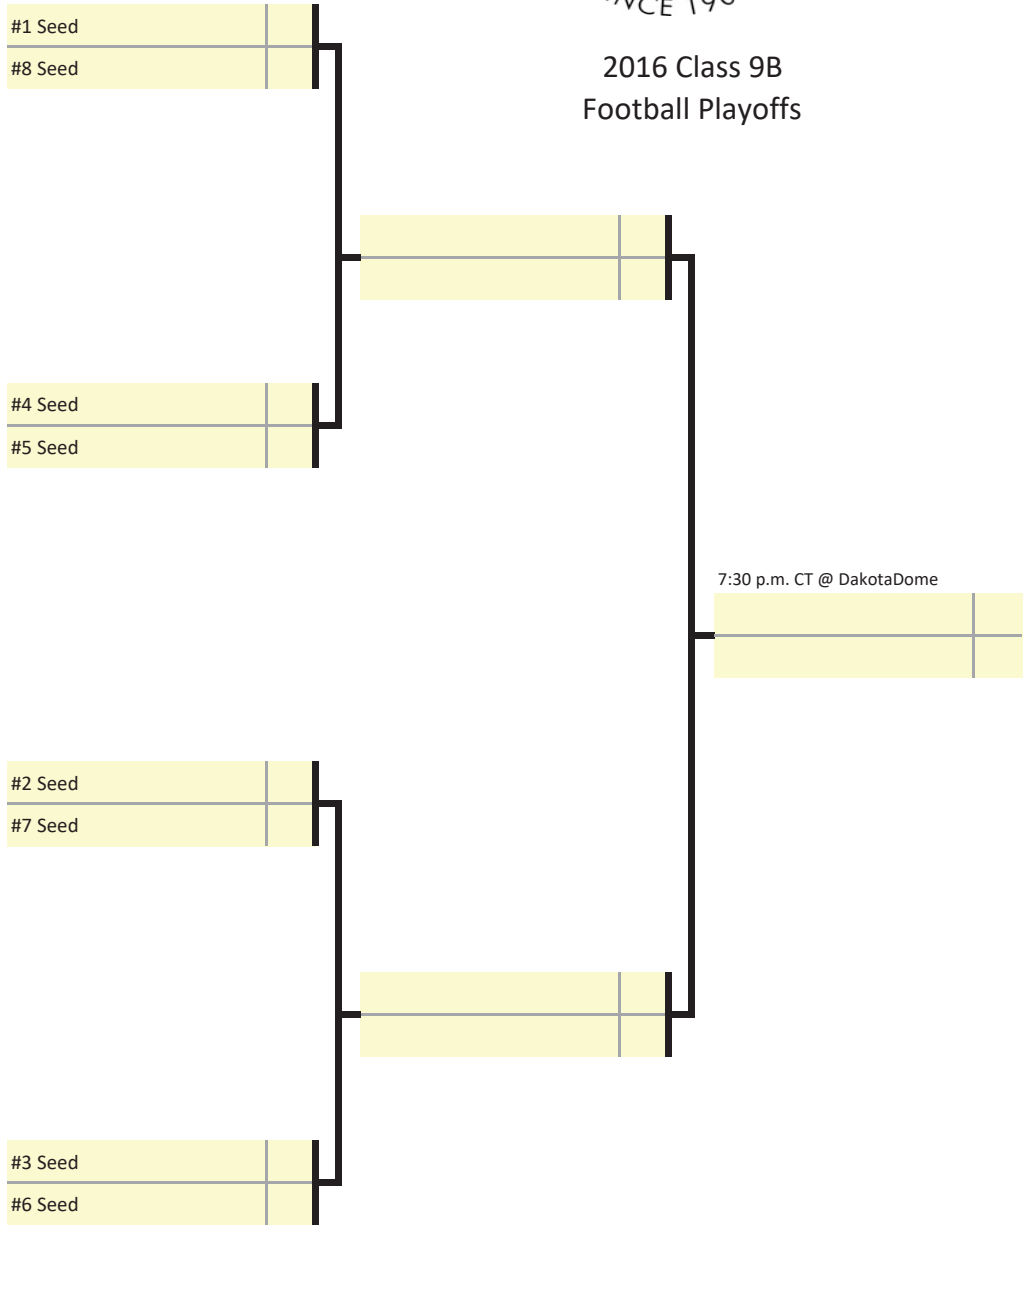 #1 Seed
#8 Seed
2016 Class 9B
Football Playoffs
#4 Seed
#5 Seed
7:30 p.m. CT @ DakotaDome
#2 Seed
#7 Seed
#3 Seed
#6 Seed